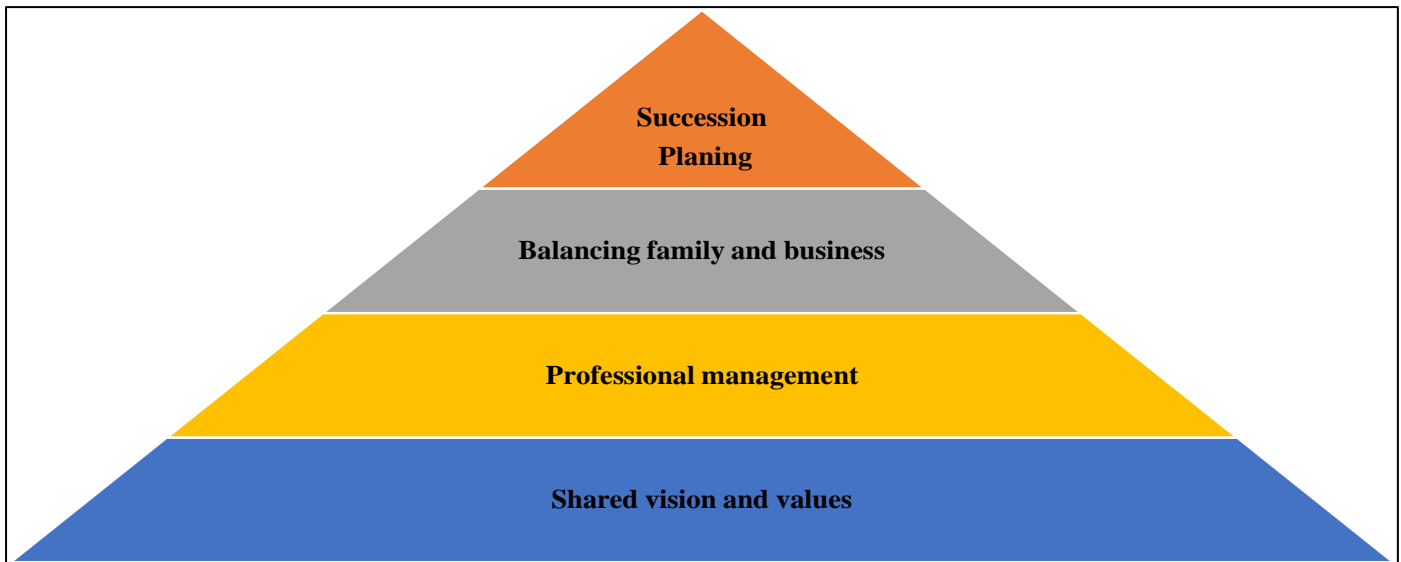 Succession
Planing
Balancing family and business
Professional management
Shared vision and values